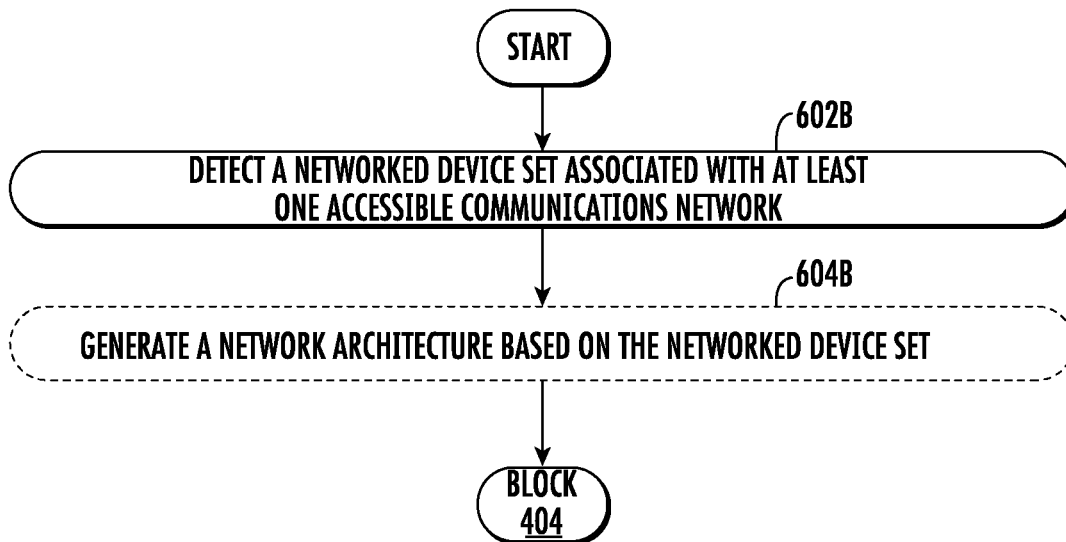 START
602B
DETECT A NETWORKED DEVICE SET ASSOCIATED WITH AT LEAST
ONE ACCESSIBLE COMMUNICATIONS NETWORK
604B
GENERATE A NETWORK ARCHITECTURE BASED ON THE NETWORKED DEVICE SET
BLOCK
404